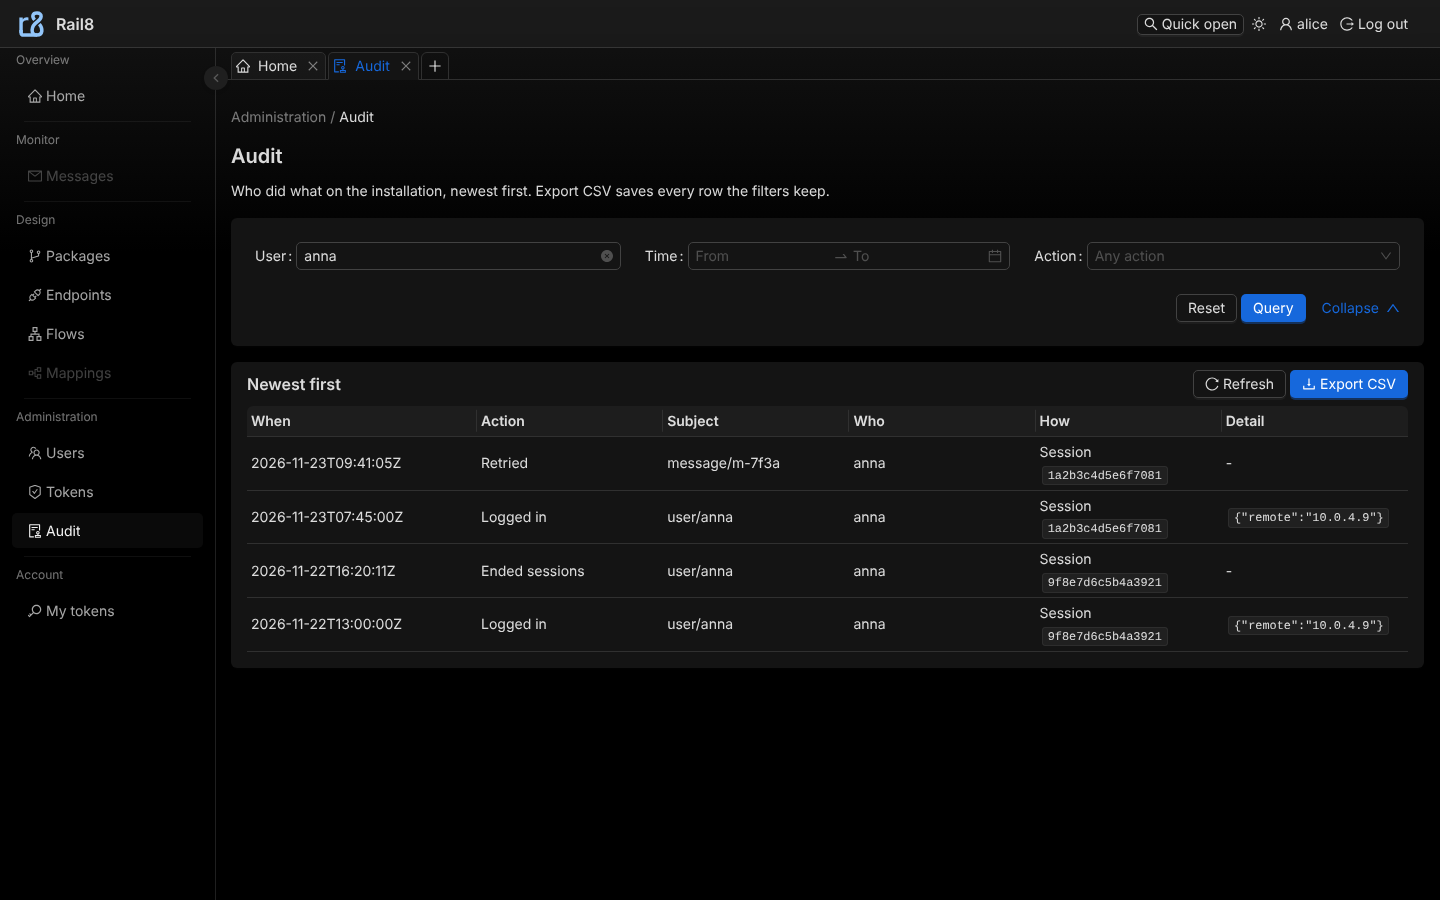 r8 Rail8
Quick open
alice
Log out
Overview
Home
Monitor
Messages
Design
Packages
Endpoints
Flows
Mappings
Administration
Users
Tokens
Audit
Account
My tokens
Home
Audit
Administration / Audit
Audit
Who did what on the installation, newest first. Export CSV saves every row the filters keep.
User: anna
Time: From → To
Action: Any action
Reset
Query
Collapse
Newest first
Refresh
Export CSV
When Action Subject Who How Detail
2026-11-23T09:41:05Z Retried message/m-7f3a anna Session 1a2b3c4d5e6f7081 -
2026-11-23T07:45:00Z Logged in user/anna anna Session 1a2b3c4d5e6f7081 {"remote":"10.0.4.9"}
2026-11-22T16:20:11Z Ended sessions user/anna anna Session 9f8e7d6c5b4a3921 -
2026-11-22T13:00:00Z Logged in user/anna anna Session 9f8e7d6c5b4a3921 {"remote":"10.0.4.9"}